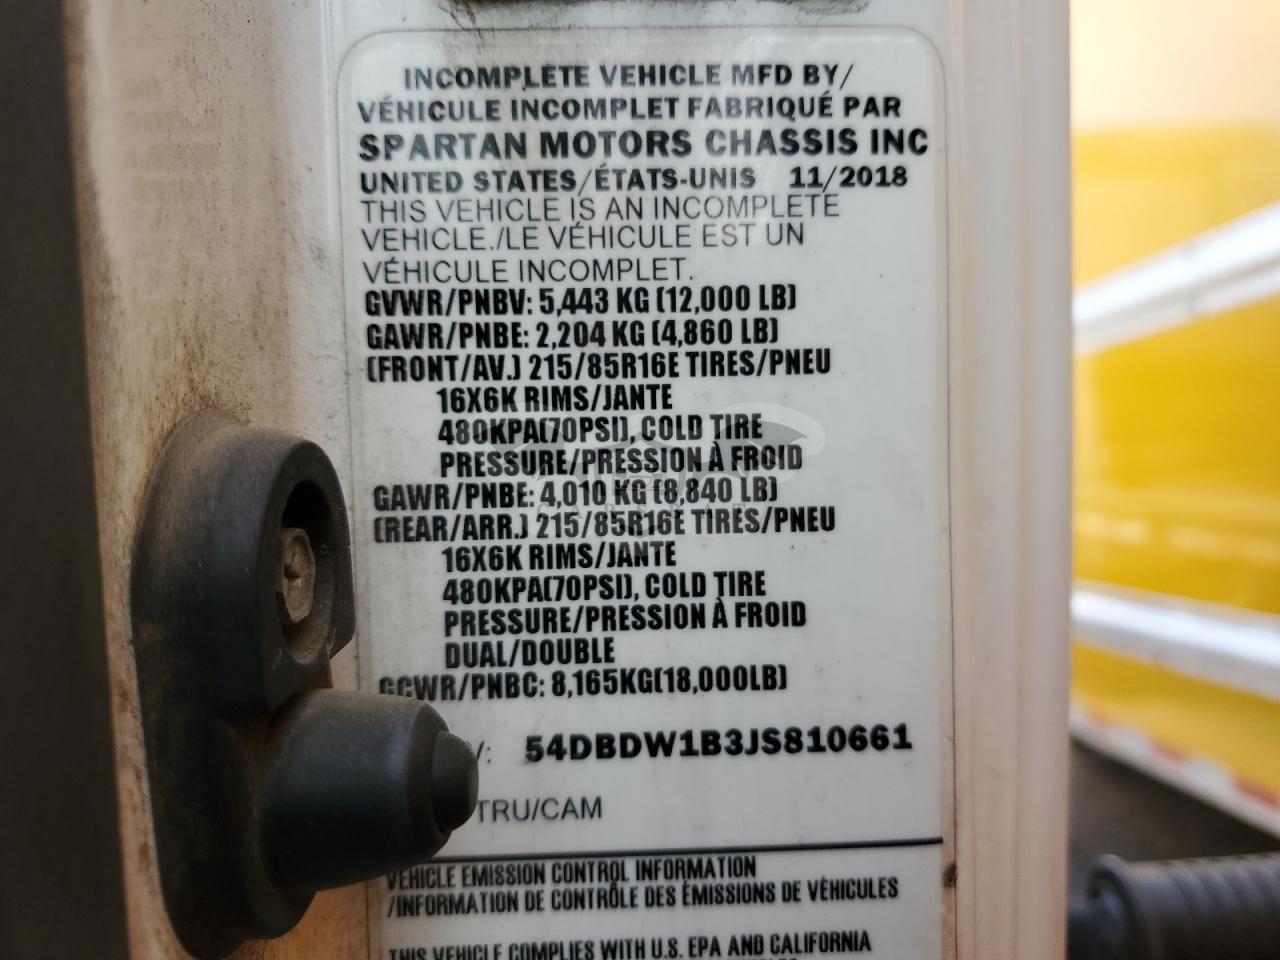 INCOMPLETE VEHICLE MFD BY/
VÉHICULE INCOMPLET FABRIQUÉ PAR
SPARTAN MOTORS CHASSIS INC
UNITED STATES/ÉTATS-UNIS 11/2018
THIS VEHICLE IS AN INCOMPLETE
VEHICLE./LE VÉHICULE EST UN
VÉHICULE INCOMPLET.
GVWR/PNBV: 5,443 KG (12,000 LB)
GAWR/PNBE: 2,204 KG (4,860 LB)
(FRONT/AV.) 215/85R16E TIRES/PNEU
16X6K RIMS/JANTE
480KPA(70PSI), COLD TIRE
PRESSURE/PRESSION À FROID
GAWR/PNBE: 4,010 KG (8,840 LB)
(REAR/ARR.) 215/85R16E TIRES/PNEU
16X6K RIMS/JANTE
480KPA(70PSI), COLD TIRE
PRESSURE/PRESSION À FROID
DUAL/DOUBLE
GCWR/PNBC: 8,165KG(18,000LB)
54DBDW1B3JS810661
TRU/CAM
VEHICLE EMISSION CONTROL INFORMATION
/INFORMATION DE CONTRÔLE DES ÉMISSIONS DE VÉHICULES
THIS VEHICLE COMPLIES WITH U.S. EPA AND CALIFORNIA